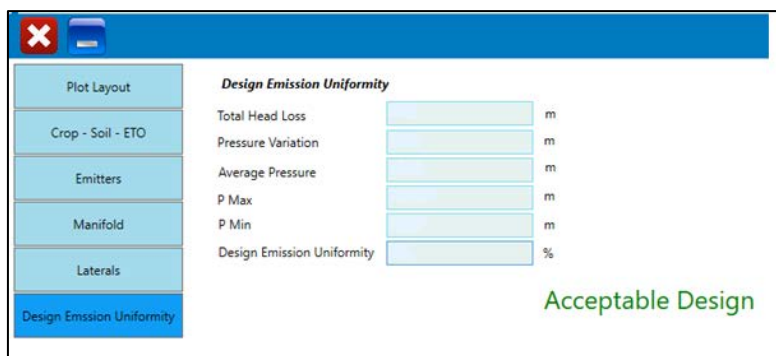 Plot Layout
Crop - Soil - ETO
Emitters
Manifold
Laterals
Design Emssion Uniformity
Design Emission Uniformity
Total Head Loss m
Pressure Variation m
Average Pressure m
P Max m
P Min m
Design Emission Uniformity %
Acceptable Design